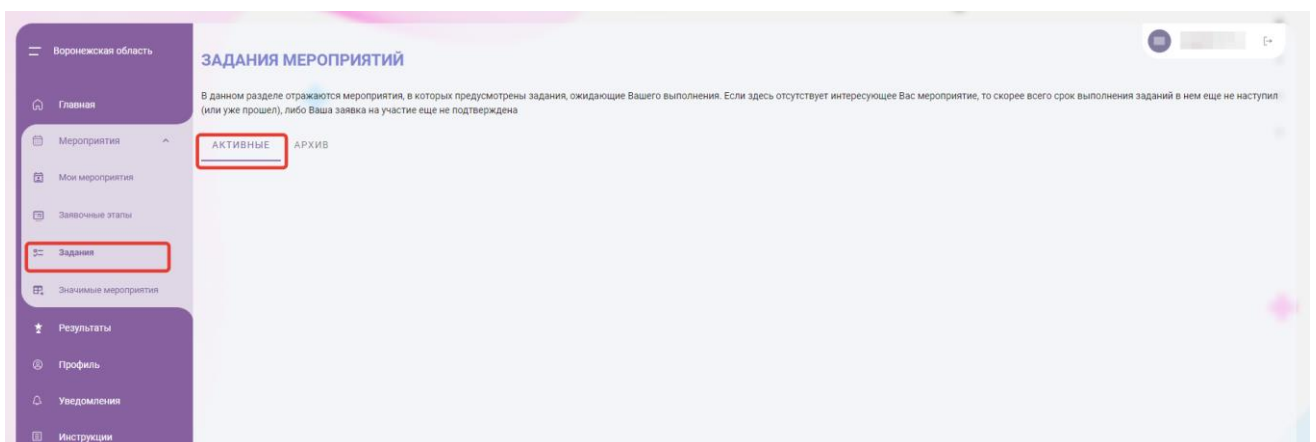 Воронежская область
Главная
Мероприятия
Мои мероприятия
Заявочные этапы
Задания
Значимые мероприятия
Результаты
Профиль
Уведомления
Инструкции
ЗАДАНИЯ МЕРОПРИЯТИЙ
В данном разделе отражаются мероприятия, в которых предусмотрены задания, ожидающие Вашего выполнения. Если здесь отсутствует интересующее Вас мероприятие, то скорее всего срок выполнения заданий в нем еще не наступил
(или уже прошел), либо Ваша заявка на участие еще не подтверждена
АКТИВНЫЕ АРХИВ